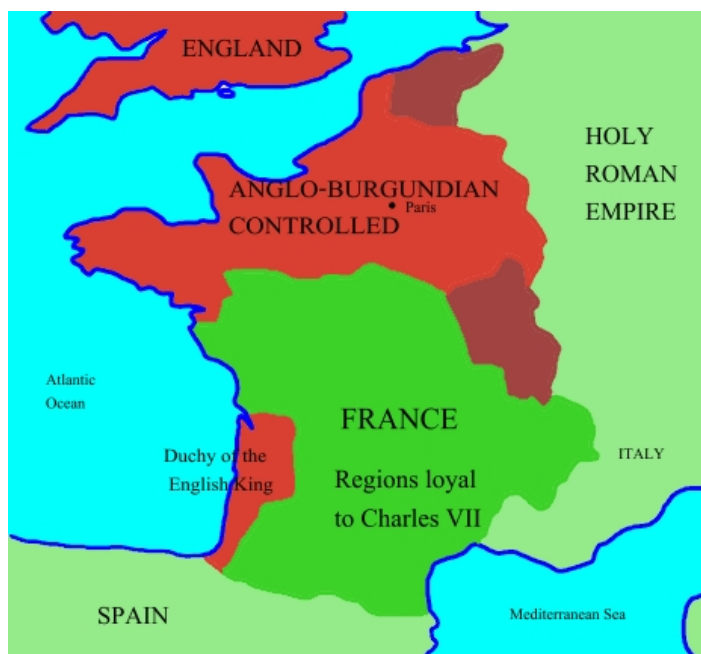 ENGLAND
HOLY
ROMAN
EMPIRE
ANGLO-BURGUNDIAN
CONTROLLED
Paris
Atlantic
Ocean
FRANCE
Duchy of the
English King
ITALY
Regions loyal
to Charles VII
SPAIN
Mediterranean Sea